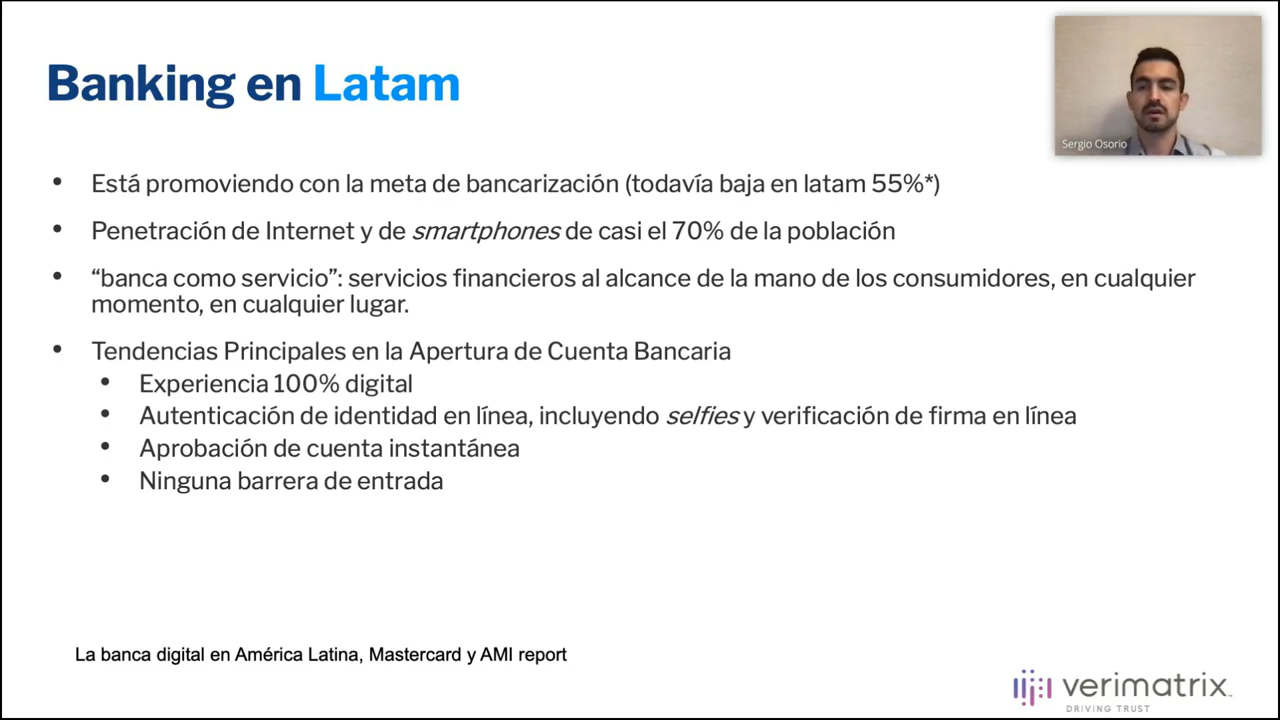 Banking en Latam
Sergio Osorio
• Está promoviendo con la meta de bancarización (todavía baja en latam 55%*)
• Penetración de Internet y de smartphones de casi el 70% de la población
• “banca como servicio”: servicios financieros al alcance de la mano de los consumidores, en cualquier
momento, en cualquier lugar.
• Tendencias Principales en la Apertura de Cuenta Bancaria
• Experiencia 100% digital
• Autenticación de identidad en línea, incluyendo selfies y verificación de firma en línea
• Aprobación de cuenta instantánea
• Ninguna barrera de entrada
La banca digital en América Latina, Mastercard y AMI report
verimatrix™
DRIVING TRUST